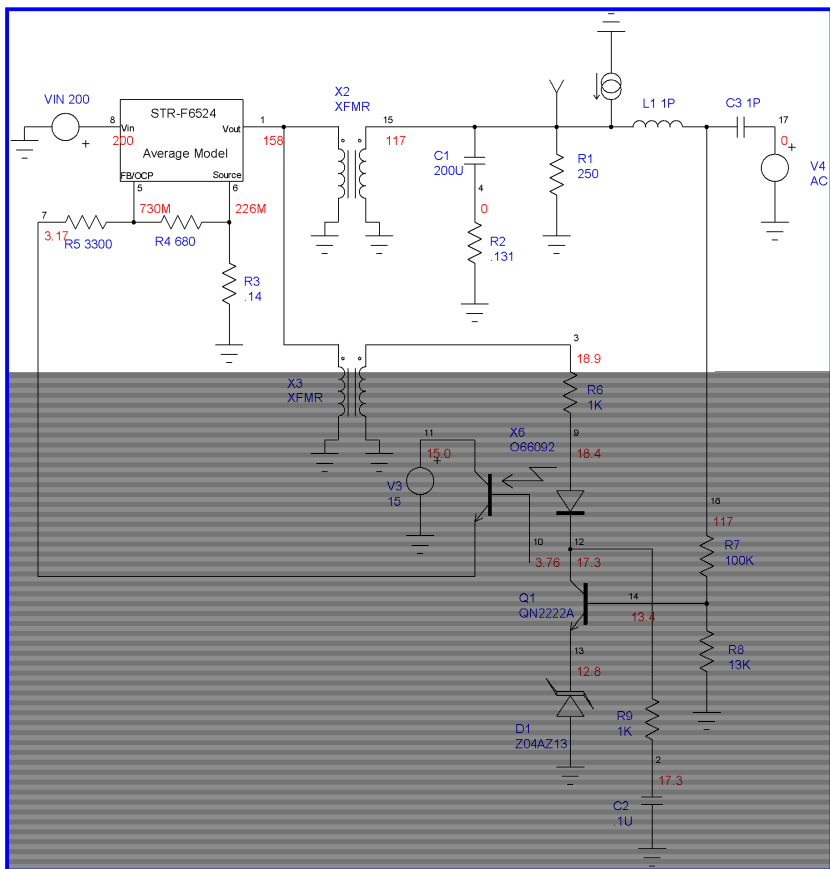 VIN 200
8
Vin
200
STR-F6524
Average Model
Vout
FB/OCP
Source
5
6
1
158
730M
226M
7
3.17
R5 3300
R4 680
R3
.14
X2
XFMR
15
117
C1
200U
4
0
R2
.131
R1
250
L1 1P
C3 1P
17
0
+
+
V4
AC
X3
XFMR
3
18.9
R6
1K
9
18.4
X6
O66092
11
15.0
+
V3
15
10
3.76
12
17.3
Q1
QN2222A
14
13.4
13
12.8
D1
Z04AZ13
16
117
R7
100K
R8
13K
R9
1K
2
17.3
C2
.1U